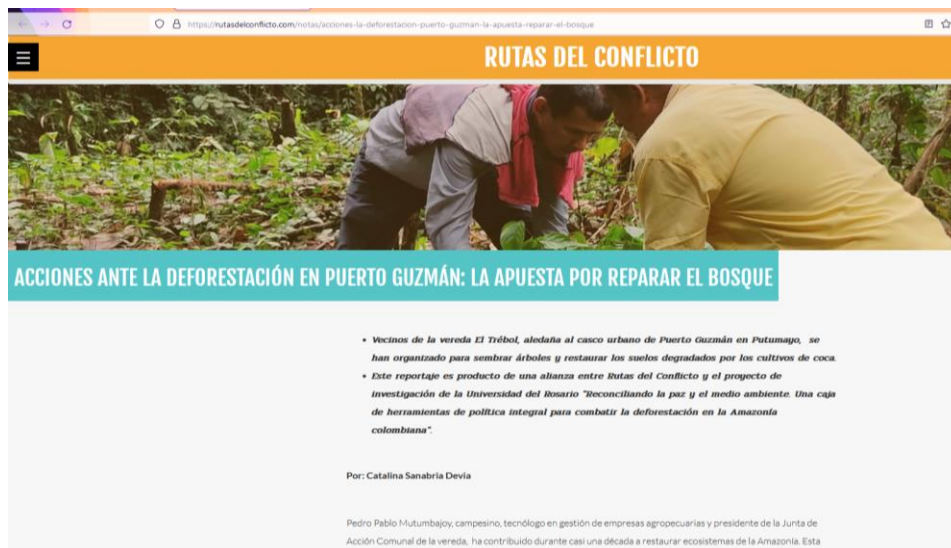 https://rutasdelconflicto.com/notas/acciones-la-deforestacion-puerto-guzman-la-apuesta-reparar-el-bosque
RUTAS DEL CONFLICTO
ACCIONES ANTE LA DEFORESTACIÓN EN PUERTO GUZMÁN: LA APUESTA POR REPARAR EL BOSQUE
• Vecinos de la vereda El Trébol, aledaña al casco urbano de Puerto Guzmán en Putumayo, se
han organizado para sembrar árboles y restaurar los suelos degradados por los cultivos de coca.
• Este reportaje es producto de una alianza entre Rutas del Conflicto y el proyecto de
investigación de la Universidad del Rosario "Reconciliando la paz y el medio ambiente. Una caja
de herramientas de política integral para combatir la deforestación en la Amazonía
colombiana".
Por: Catalina Sanabria Devia
Pedro Pablo Mutumbajoy, campesino, tecnólogo en gestión de empresas agropecuarias y presidente de la Junta de
Acción Comunal de la vereda, ha contribuido durante casi una década a restaurar ecosistemas de la Amazonía. Esta